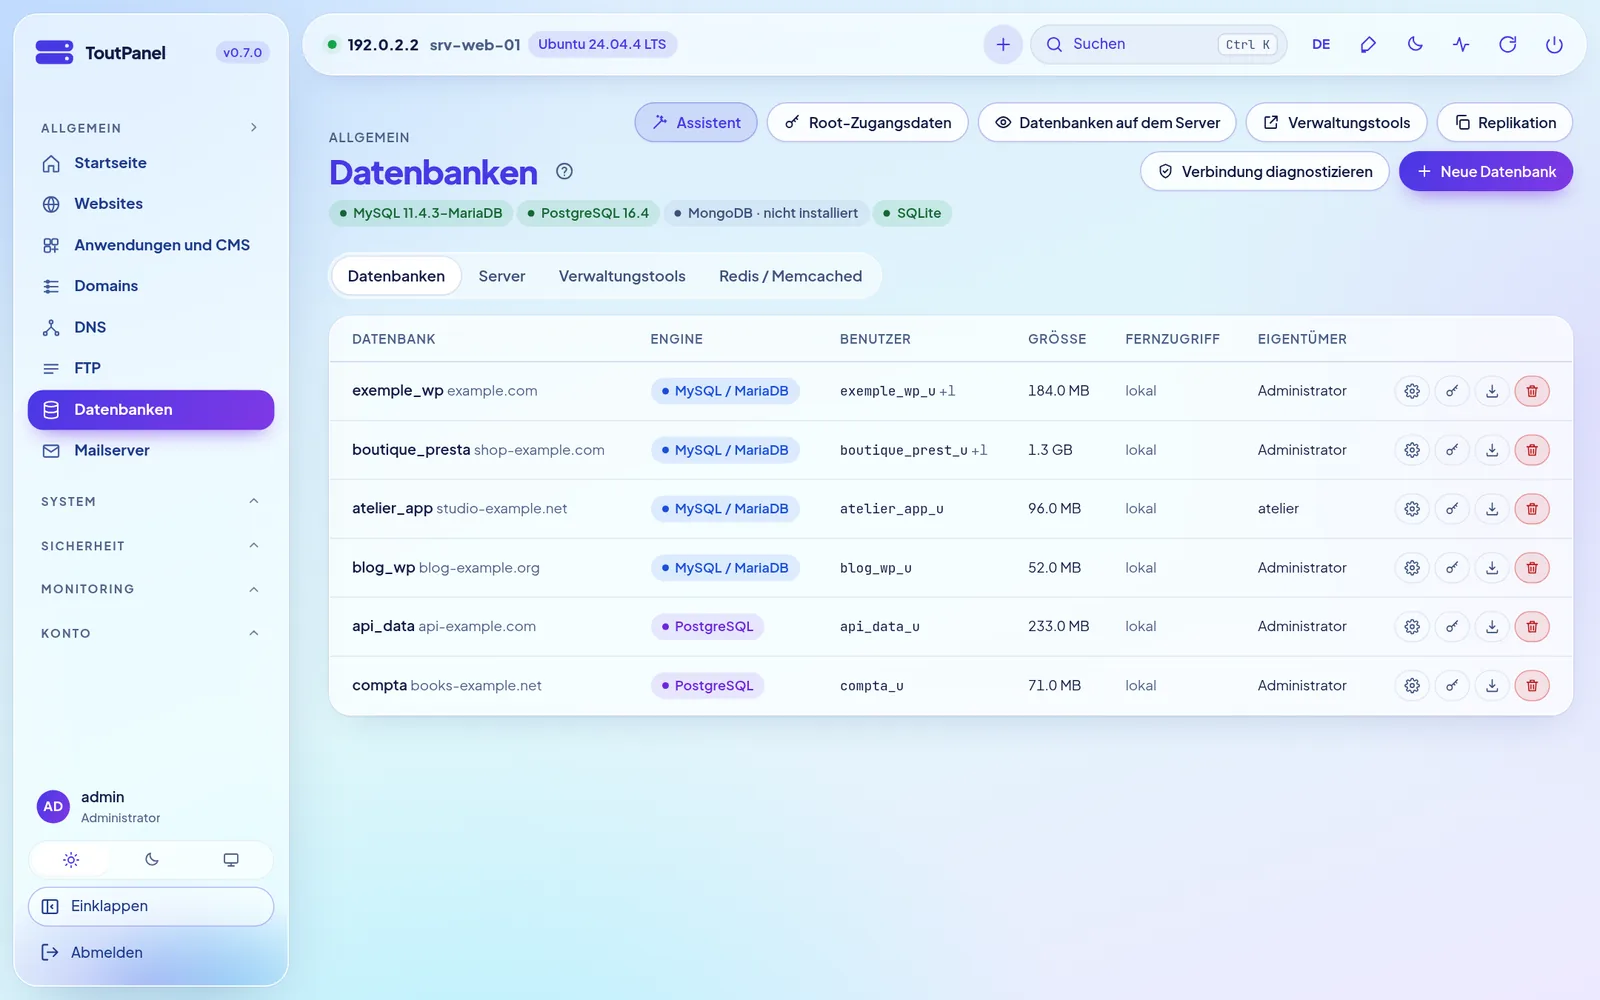 ToutPanel
v0.7.0
ALLGEMEIN
Startseite
Websites
Anwendungen und CMS
Domains
DNS
FTP
Datenbanken
Mailserver
SYSTEM
SICHERHEIT
MONITORING
KONTO
AD
admin
Administrator
Einklappen
Abmelden
192.0.2.2 srv-web-01 Ubuntu 24.04.4 LTS
Suchen Ctrl K
DE
Assistent
Root-Zugangsdaten
Datenbanken auf dem Server
Verwaltungstools
Replikation
Verbindung diagnostizieren
Neue Datenbank
ALLGEMEIN
Datenbanken
MySQL 11.4.3-MariaDB PostgreSQL 16.4 MongoDB · nicht installiert SQLite
Datenbanken Server Verwaltungstools Redis / Memcached
DATENBANK ENGINE BENUTZER GRÖSSE FERNZUGRIFF EIGENTÜMER
exemple_wp example.com MySQL / MariaDB exemple_wp_u +1 184.0 MB lokal Administrator
boutique_presta shop-example.com MySQL / MariaDB boutique_prest_u +1 1.3 GB lokal Administrator
atelier_app studio-example.net MySQL / MariaDB atelier_app_u 96.0 MB lokal atelier
blog_wp blog-example.org MySQL / MariaDB blog_wp_u 52.0 MB lokal Administrator
api_data api-example.com PostgreSQL api_data_u 233.0 MB lokal Administrator
compta books-example.net PostgreSQL compta_u 71.0 MB lokal Administrator